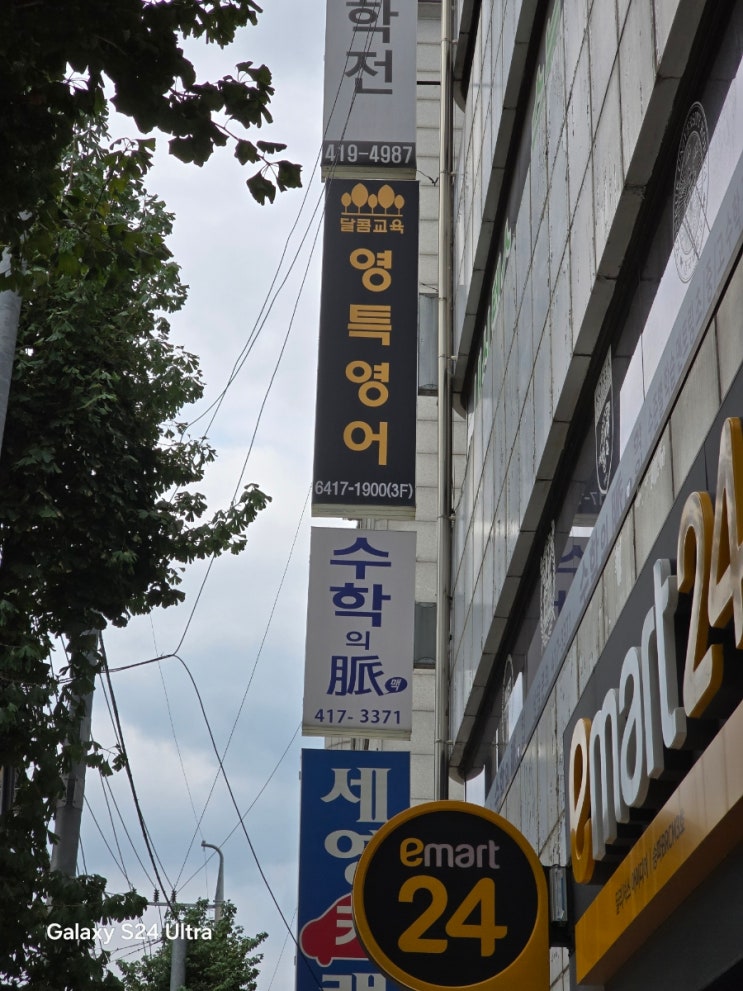 학전
419-4987
달콤교육
영특영어
6417-1900(3F)
수학의
脈맥
417-3371
세영카
emart
24
emart24
Galaxy S24 Ultra